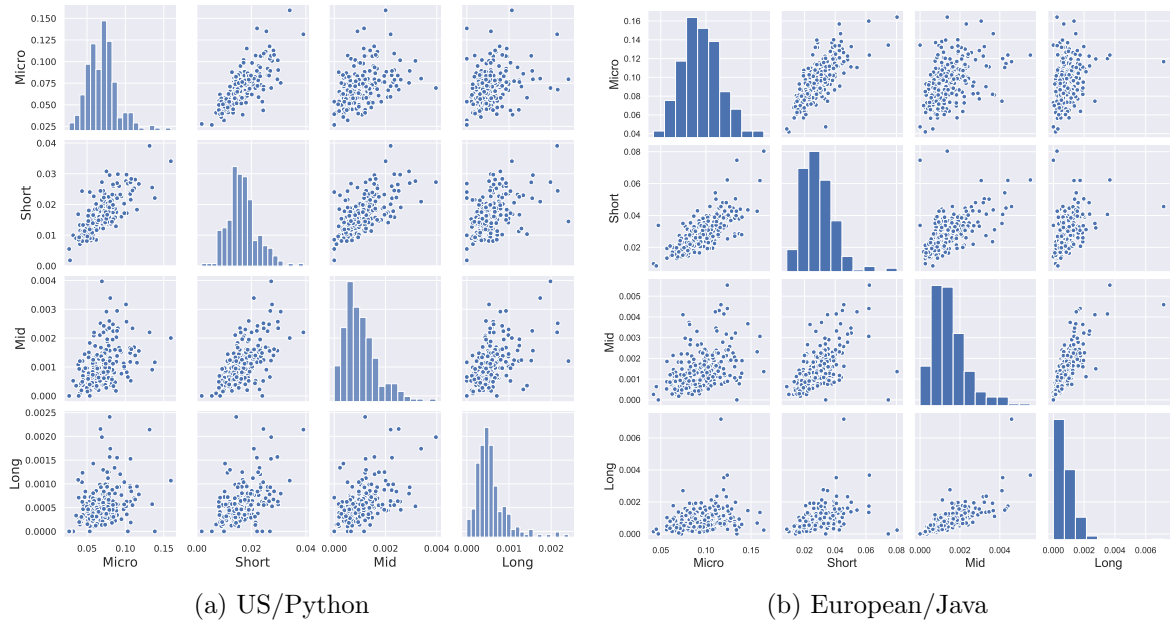 0.150
0.125
0.100
0.075
0.050
0.025
Micro
0.04
0.03
0.02
0.01
0.00
Short
0.004
0.003
0.002
0.001
0.000
Mid
0.0025
0.0020
0.0015
0.0010
0.0005
0.0000
Long
0.05 0.10 0.15
0.00 0.02 0.04
0.000 0.002 0.004
0.000 0.001 0.002
Micro Short Mid Long
(a) US/Python
0.16
0.14
0.12
0.10
0.08
0.06
0.04
Micro
0.08
0.06
0.04
0.02
Short
0.005
0.004
0.003
0.002
0.001
0.000
Mid
0.006
0.004
0.002
0.000
Long
0.05 0.10 0.15
0.02 0.04 0.06 0.08
0.000 0.002 0.004
0.000 0.002 0.004 0.006
Micro Short Mid Long
(b) European/Java